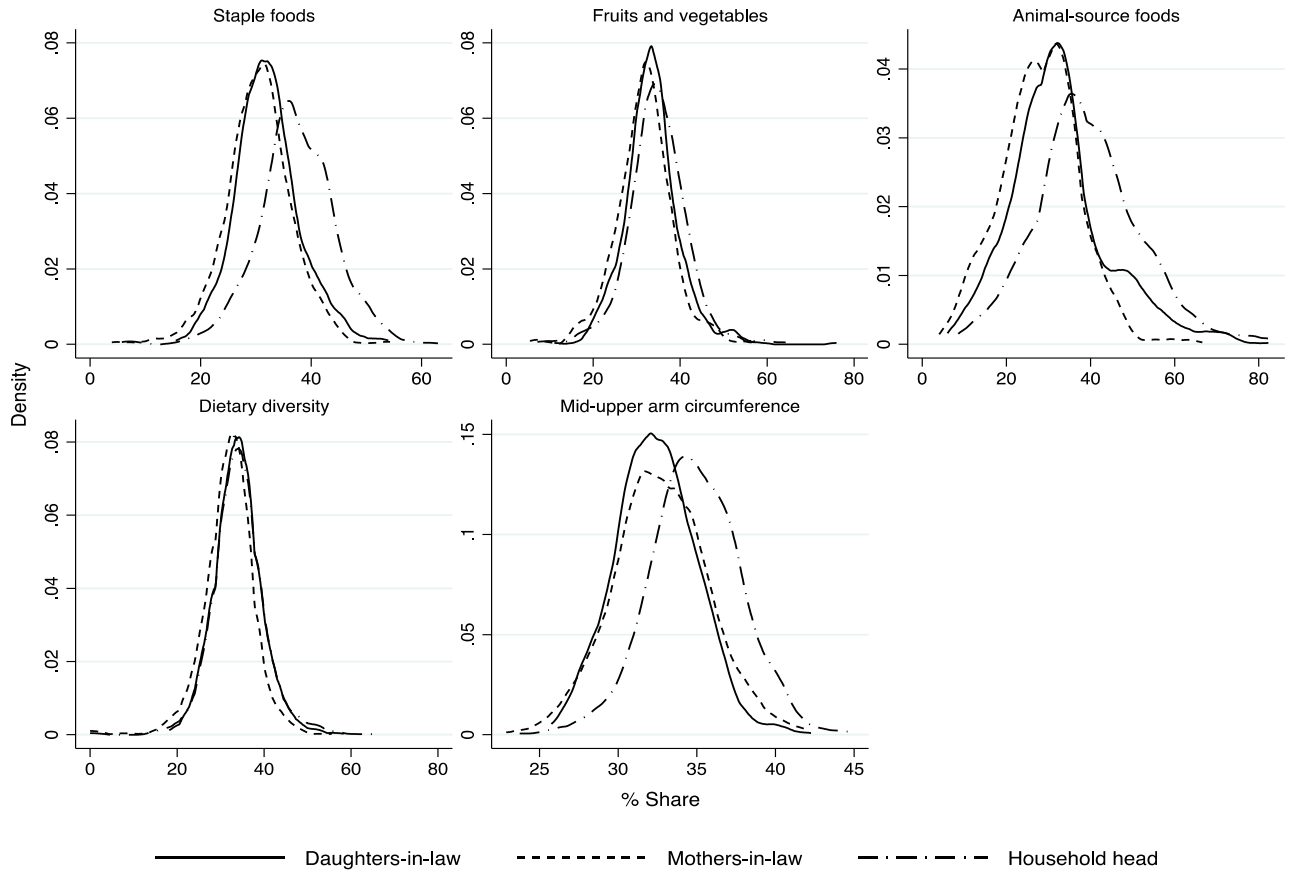 Staple foods
Fruits and vegetables
Animal-source foods
.08
.06
.04
.02
0
0 20 40 60
.08
.06
.04
.02
0
0 20 40 60 80
.04
.03
.02
.01
0
0 20 40 60 80
Density
Dietary diversity
Mid-upper arm circumference
.08
.06
.04
.02
0
0 20 40 60 80
.15
.1
.05
0
25 30 35 40 45
% Share
Daughters-in-law
Mothers-in-law
Household head